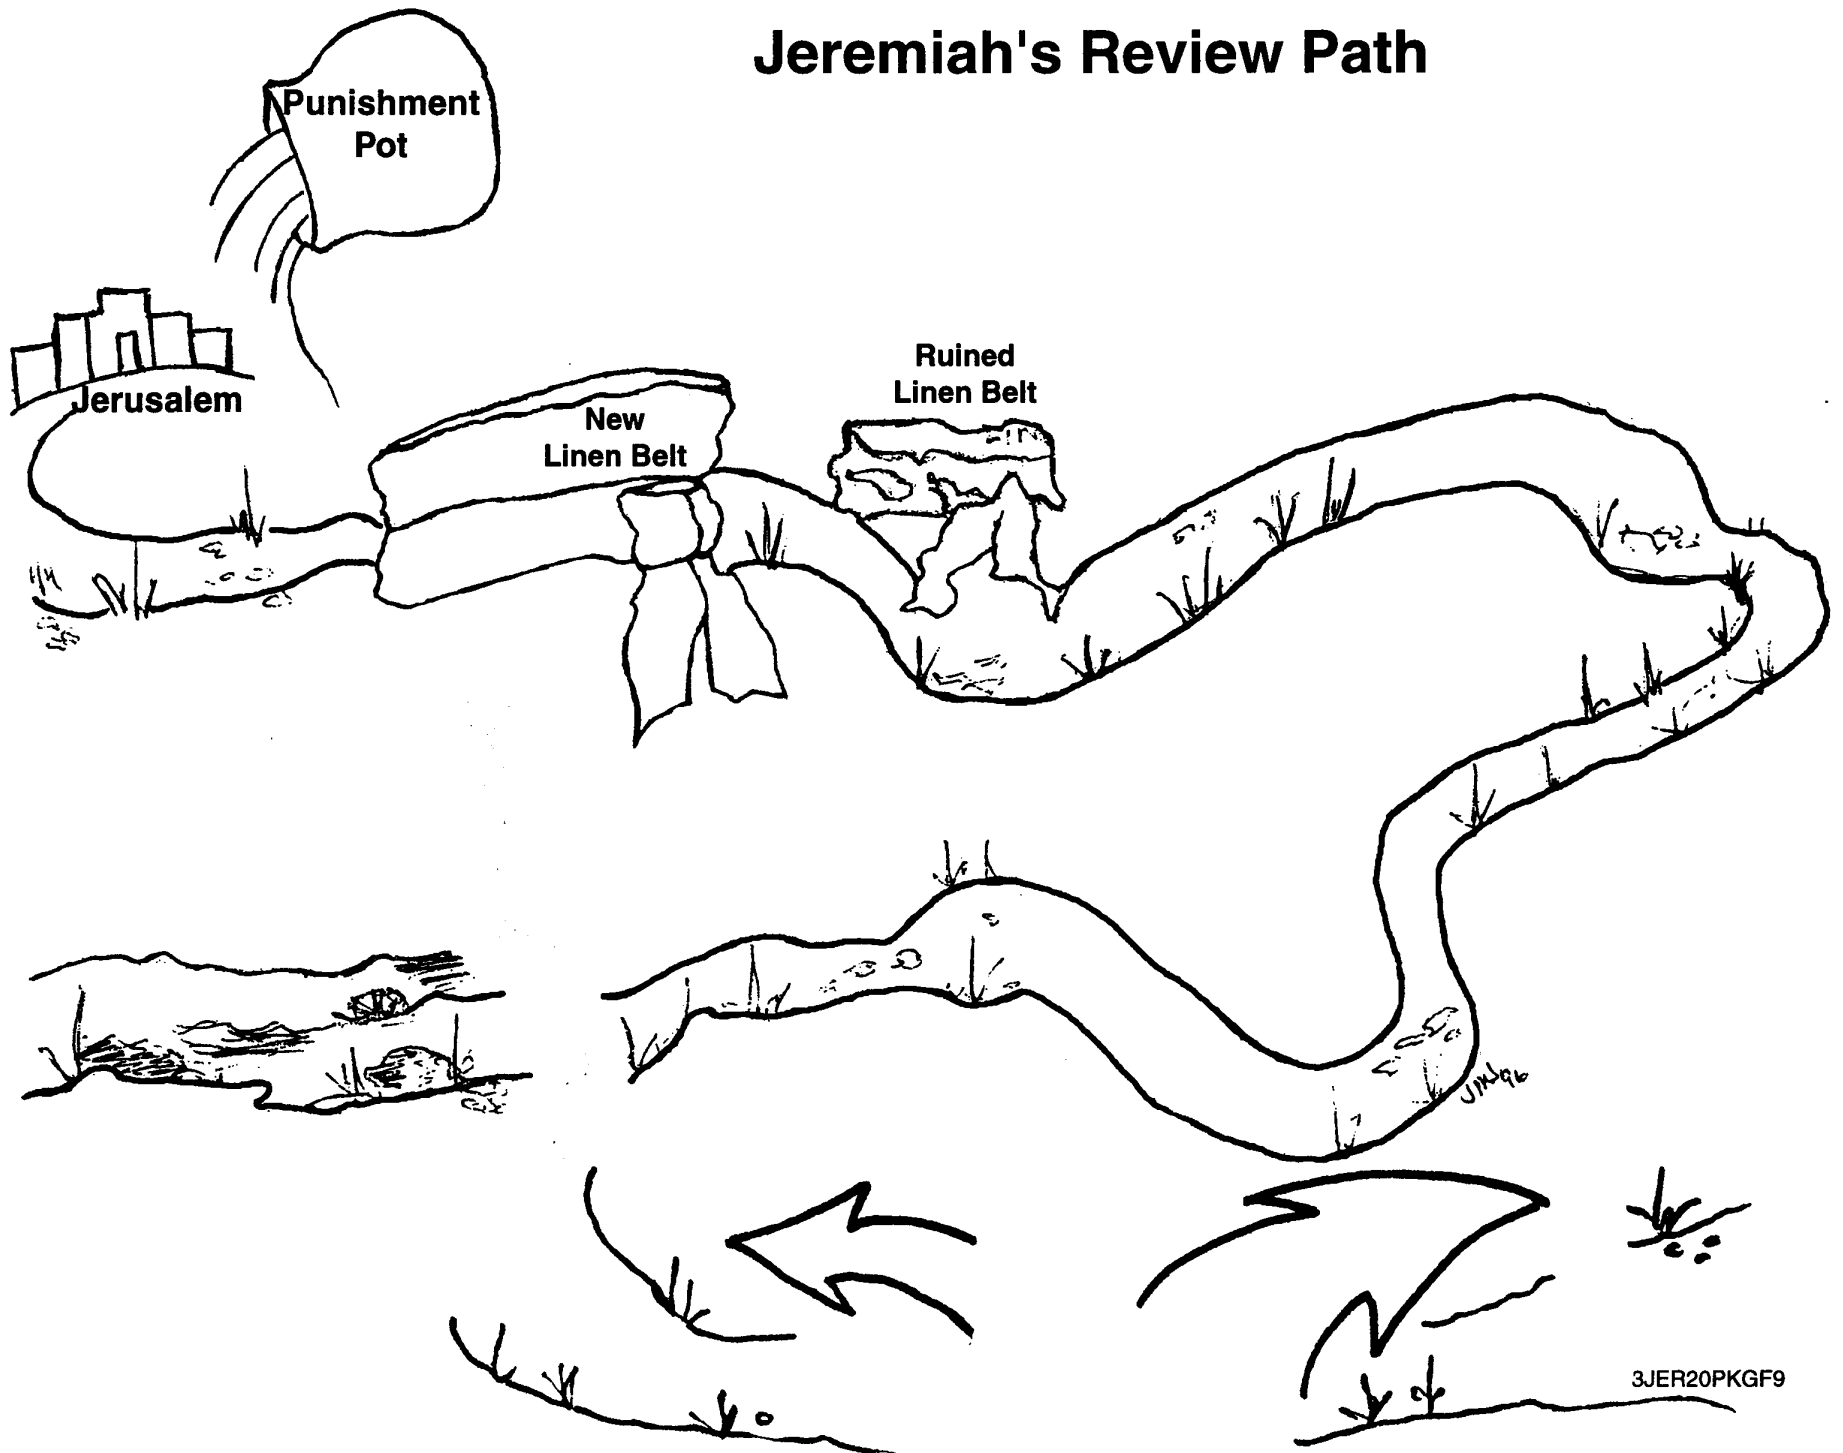 Jeremiah's Review Path
Punishment
Pot
Jerusalem
New
Linen Belt
Ruined
Linen Belt
3JER20PKGF9